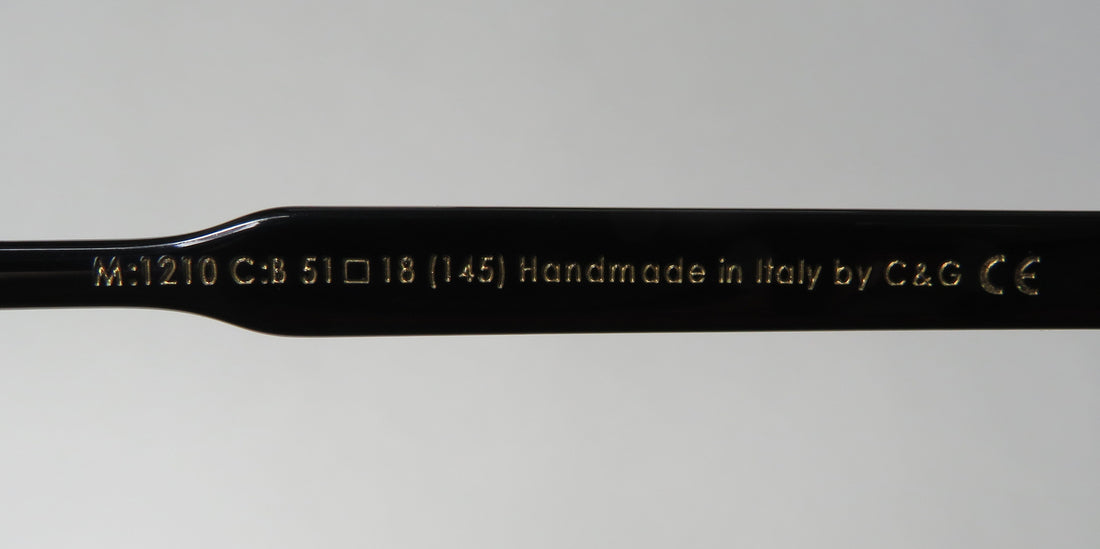 M:1210 C:B 51□18 (145) Handmade in Italy by C&G CE